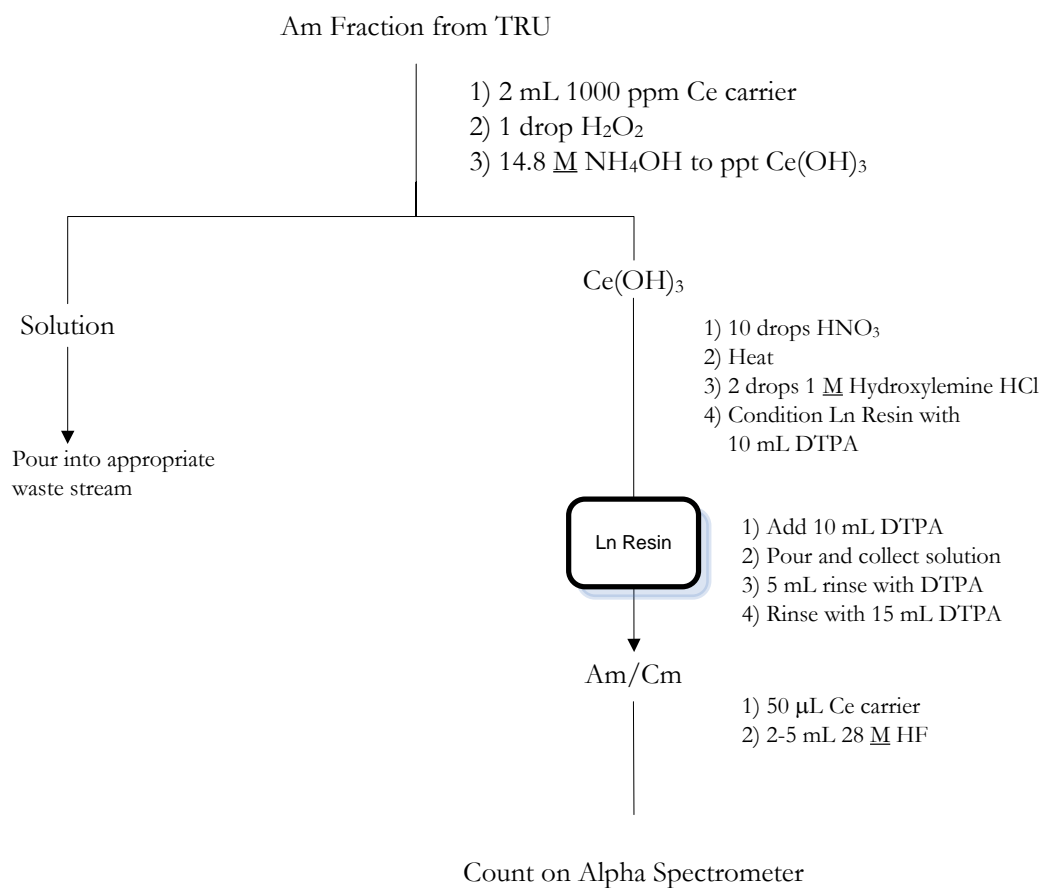 Am Fraction from TRU
1) 2 mL 1000 ppm Ce carrier
2) 1 drop H₂O₂
3) 14.8 M NH₄OH to ppt Ce(OH)₃
Ce(OH)₃
Solution
1) 10 drops HNO₃
2) Heat
3) 2 drops 1 M Hydroxylemine HCl
4) Condition Ln Resin with
10 mL DTPA
Pour into appropriate
waste stream
Ln Resin
1) Add 10 mL DTPA
2) Pour and collect solution
3) 5 mL rinse with DTPA
4) Rinse with 15 mL DTPA
Am/Cm
1) 50 μL Ce carrier
2) 2-5 mL 28 M HF
Count on Alpha Spectrometer